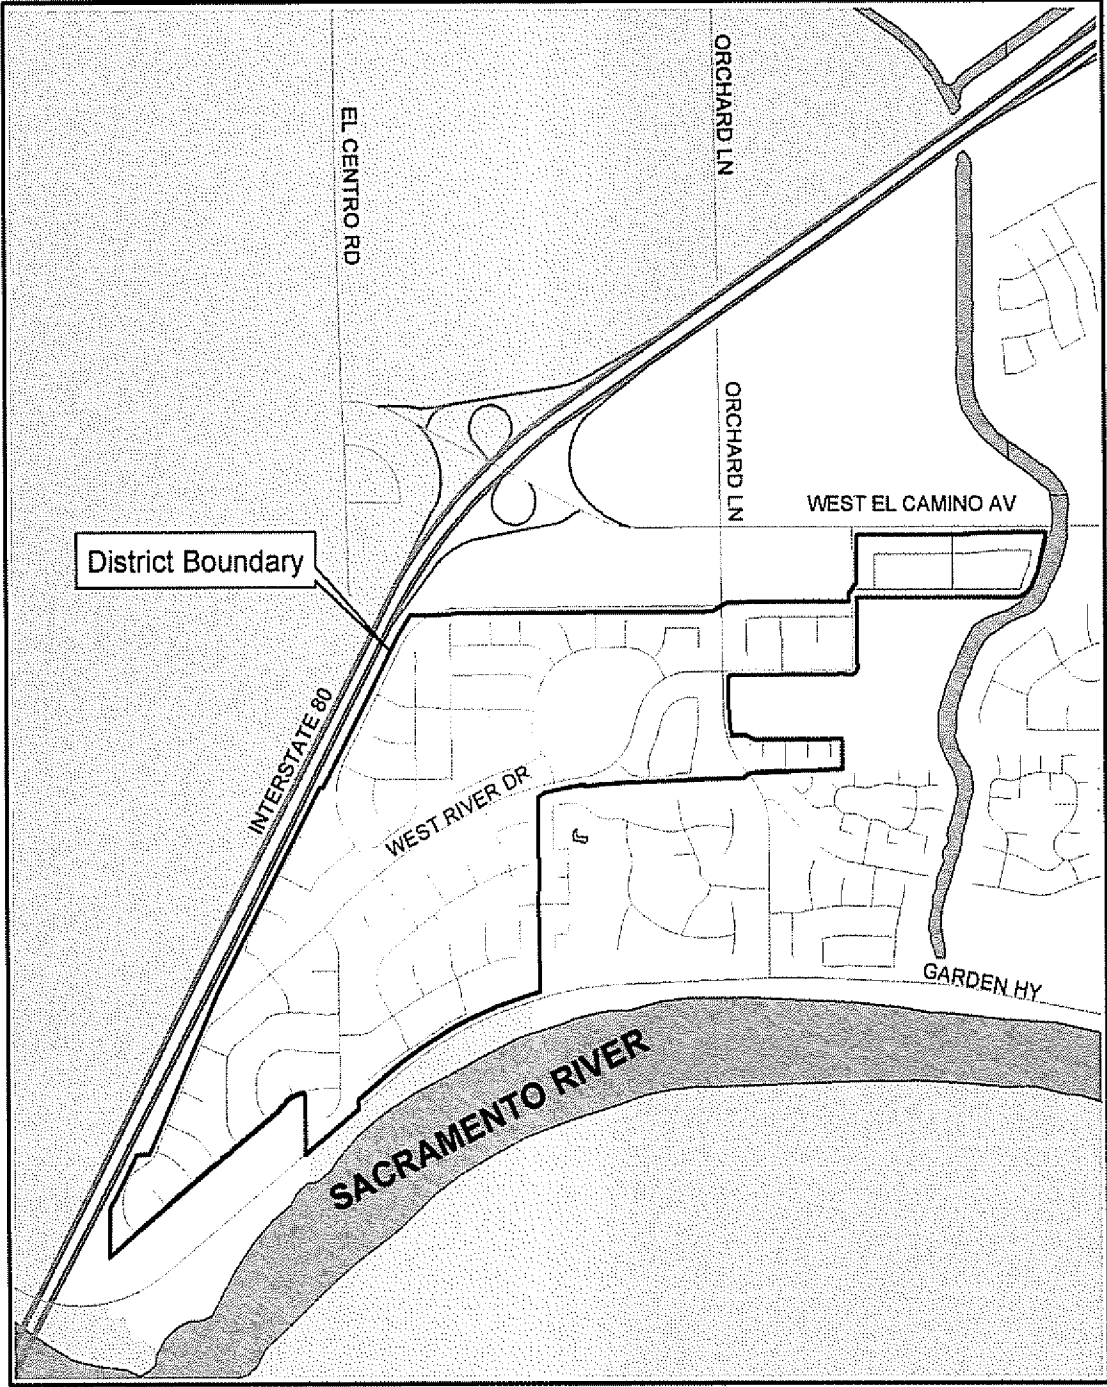 ORCHARD LN
EL CENTRO RD
ORCHARD LN
WEST EL CAMINO AV
District Boundary
INTERSTATE 80
WEST RIVER DR
GARDEN HY
SACRAMENTO RIVER